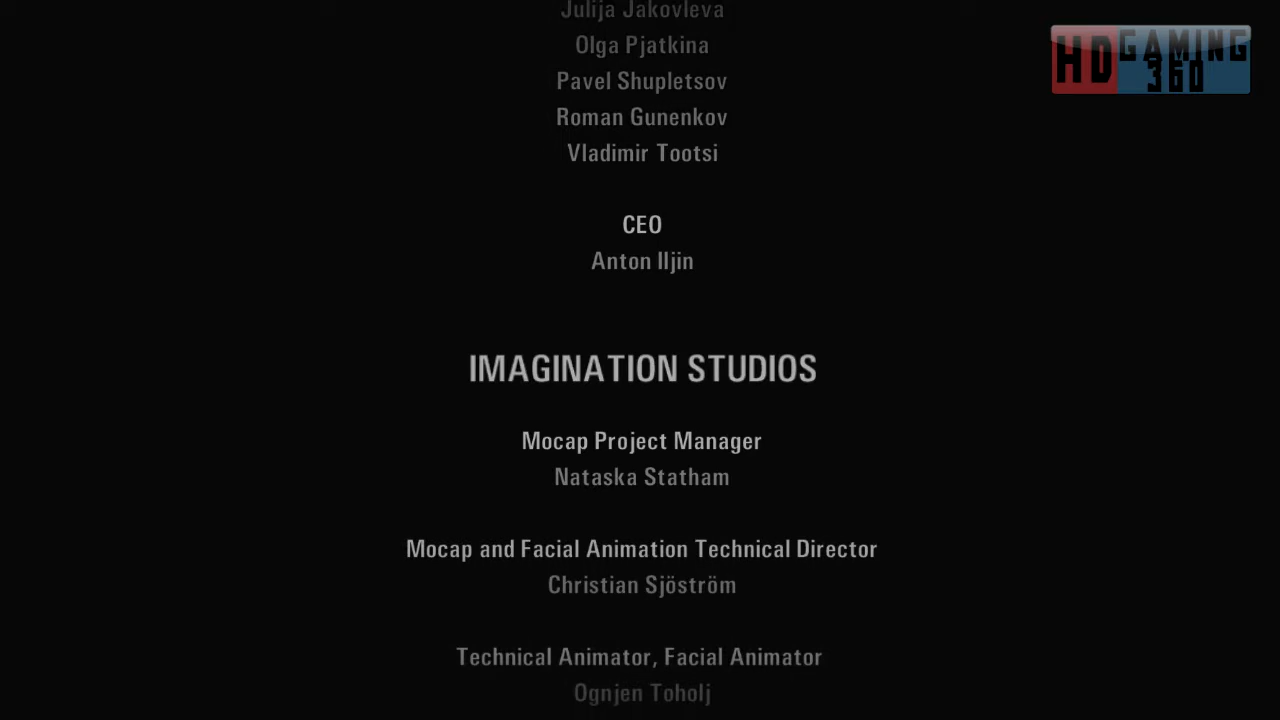 Julija Jakovleva
Olga Pjatkina
Pavel Shupletsov
Roman Gunenkov
Vladimir Tootsi
CEO
Anton Iljin
IMAGINATION STUDIOS
Mocap Project Manager
Nataska Statham
Mocap and Facial Animation Technical Director
Christian Sjöström
Technical Animator, Facial Animator
Ognjen Toholj
HD GAMING
360